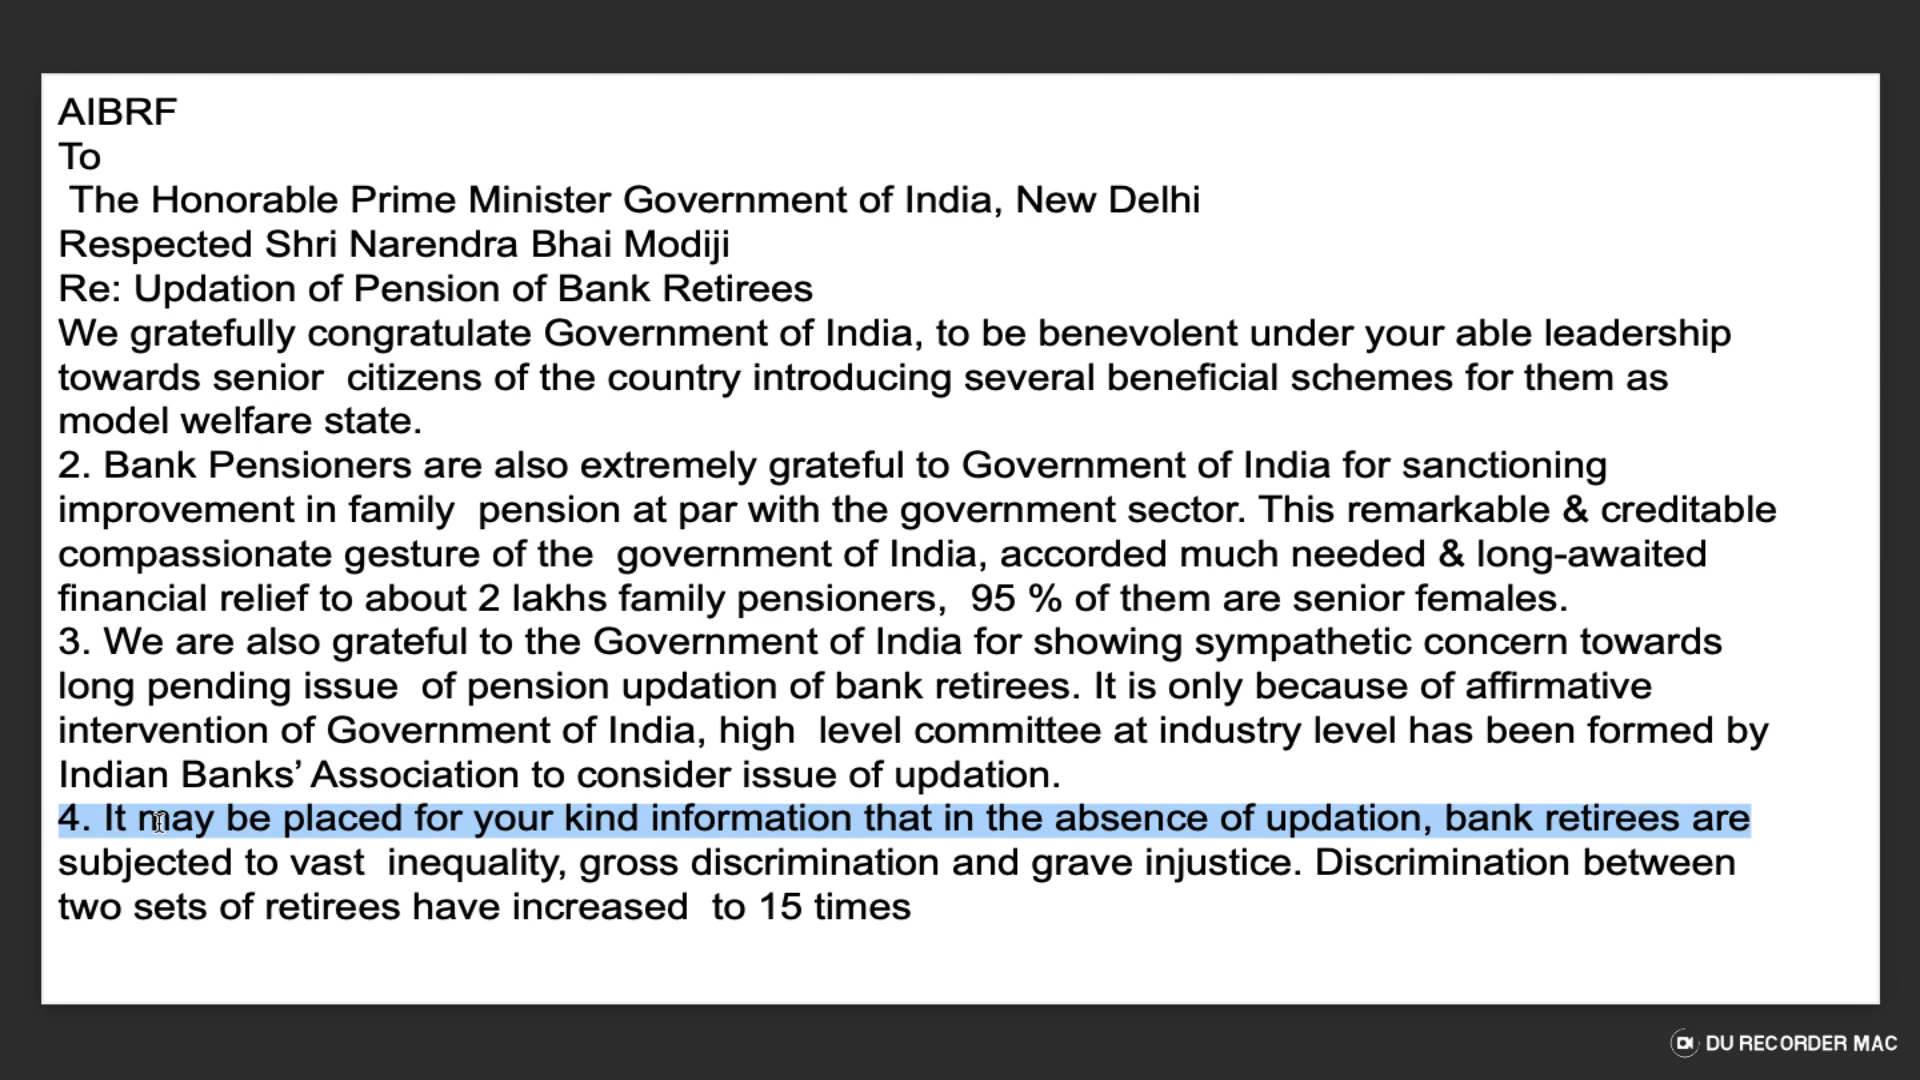 AIBRF
To
The Honorable Prime Minister Government of India, New Delhi
Respected Shri Narendra Bhai Modiji
Re: Updation of Pension of Bank Retirees
We gratefully congratulate Government of India, to be benevolent under your able leadership
towards senior citizens of the country introducing several beneficial schemes for them as
model welfare state.
2. Bank Pensioners are also extremely grateful to Government of India for sanctioning
improvement in family pension at par with the government sector. This remarkable & creditable
compassionate gesture of the government of India, accorded much needed & long-awaited
financial relief to about 2 lakhs family pensioners, 95 % of them are senior females.
3. We are also grateful to the Government of India for showing sympathetic concern towards
long pending issue of pension updation of bank retirees. It is only because of affirmative
intervention of Government of India, high level committee at industry level has been formed by
Indian Banks’ Association to consider issue of updation.
4. It may be placed for your kind information that in the absence of updation, bank retirees are
subjected to vast inequality, gross discrimination and grave injustice. Discrimination between
two sets of retirees have increased to 15 times
DU RECORDER MAC